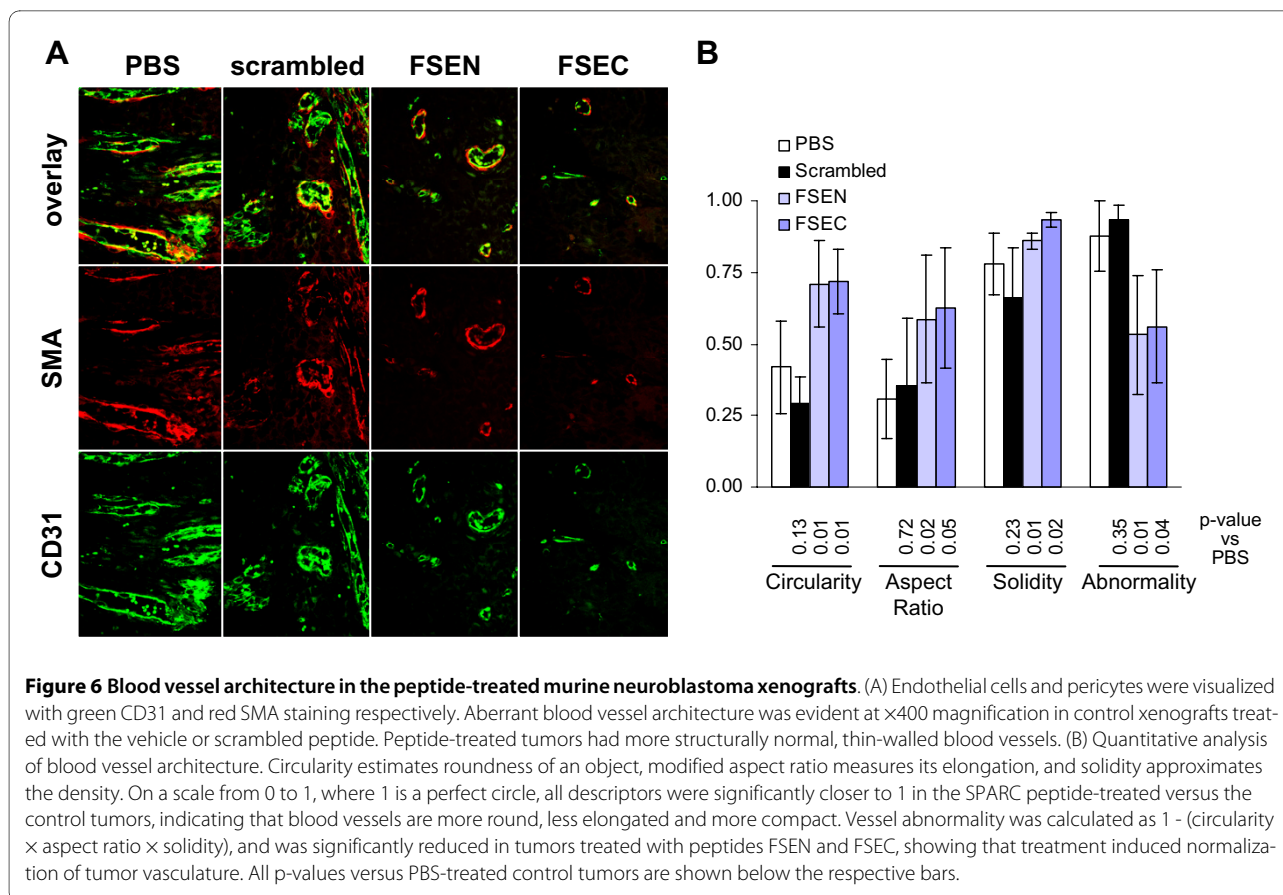 A
PBS scrambled FSEN FSEC
overlay
SMA
CD31
B
PBS
Scrambled
FSEN
FSEC
1.00
0.75
0.50
0.25
0.00
0.13 0.01 0.01 0.72 0.02 0.05 0.23 0.01 0.02 0.35 0.01 0.04
p-value
vs
PBS
Circularity Aspect Ratio Solidity Abnormality
Figure 6 Blood vessel architecture in the peptide-treated murine neuroblastoma xenografts. (A) Endothelial cells and pericytes were visualized
with green CD31 and red SMA staining respectively. Aberrant blood vessel architecture was evident at ×400 magnification in control xenografts treat-
ed with the vehicle or scrambled peptide. Peptide-treated tumors had more structurally normal, thin-walled blood vessels. (B) Quantitative analysis
of blood vessel architecture. Circularity estimates roundness of an object, modified aspect ratio measures its elongation, and solidity approximates
the density. On a scale from 0 to 1, where 1 is a perfect circle, all descriptors were significantly closer to 1 in the SPARC peptide-treated versus the
control tumors, indicating that blood vessels are more round, less elongated and more compact. Vessel abnormality was calculated as 1 - (circularity
× aspect ratio × solidity), and was significantly reduced in tumors treated with peptides FSEN and FSEC, showing that treatment induced normaliza-
tion of tumor vasculature. All p-values versus PBS-treated control tumors are shown below the respective bars.